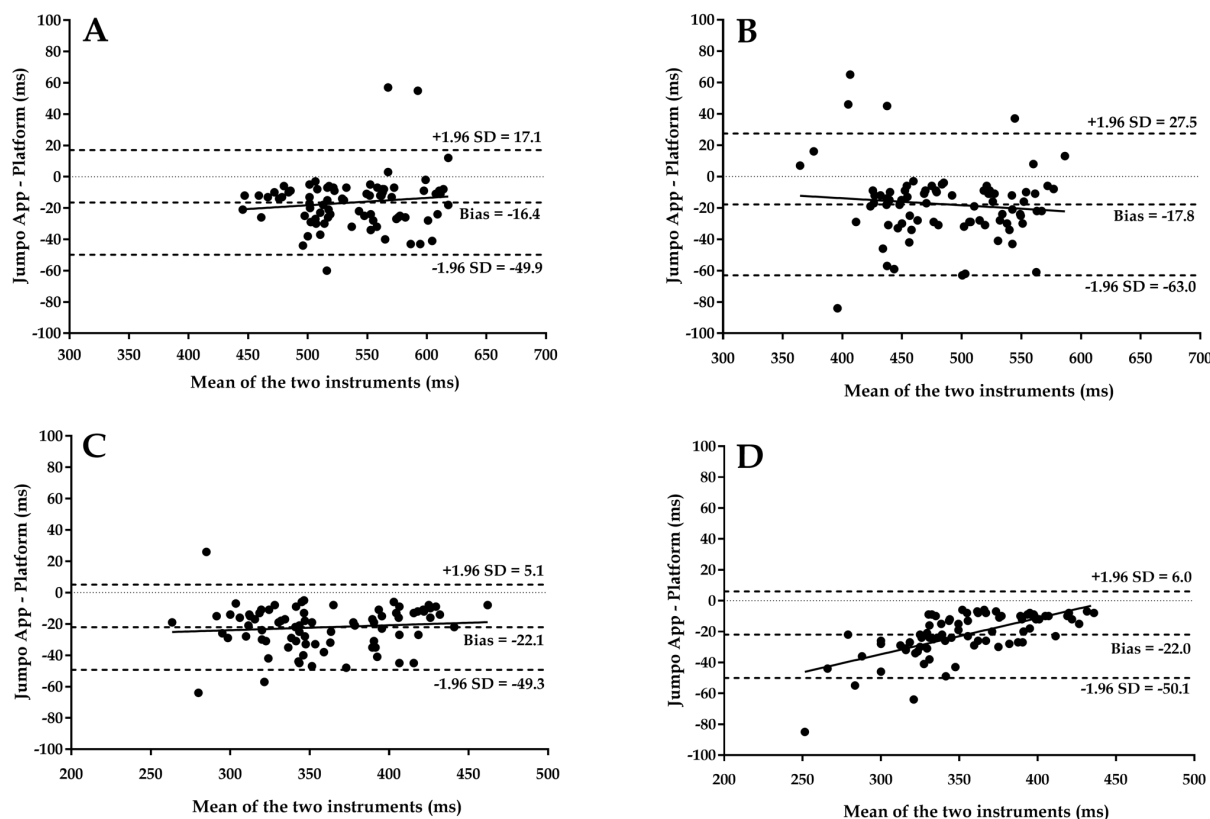 A
Jumpo App - Platform (ms)
100
80
60
40
20
0
-20
-40
-60
-80
-100
+1.96 SD = 17.1
Bias = -16.4
-1.96 SD = -49.9
300 350 400 450 500 550 600 650 700
Mean of the two instruments (ms)
B
Jumpo App - Platform (ms)
100
80
60
40
20
0
-20
-40
-60
-80
-100
+1.96 SD = 27.5
Bias = -17.8
-1.96 SD = -63.0
300 350 400 450 500 550 600 650 700
Mean of the two instruments (ms)
C
Jumpo App - Platform (ms)
100
80
60
40
20
0
-20
-40
-60
-80
-100
+1.96 SD = 5.1
Bias = -22.1
-1.96 SD = -49.3
200 250 300 350 400 450 500
Mean of the two instruments (ms)
D
Jumpo App - Platform (ms)
100
80
60
40
20
0
-20
-40
-60
-80
-100
+1.96 SD = 6.0
Bias = -22.0
-1.96 SD = -50.1
200 250 300 350 400 450 500
Mean of the two instruments (ms)